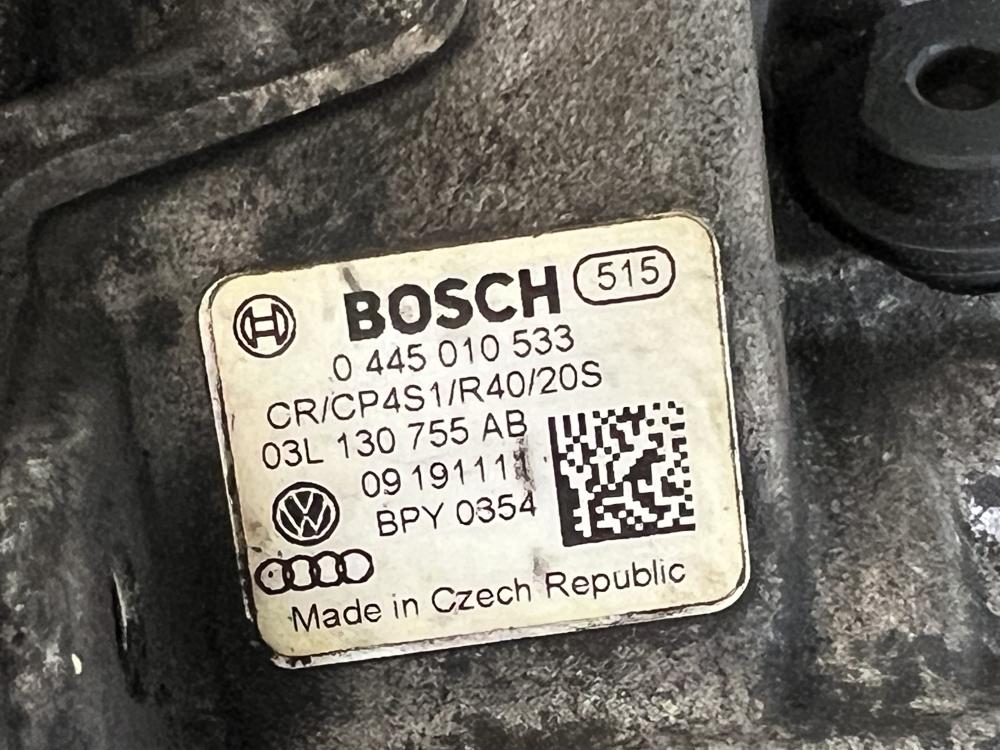 BOSCH 515
0 445 010 533
CR/CP4S1/R40/20S
03L 130 755 AB
09
BPY 0354
Made in Czech Republic